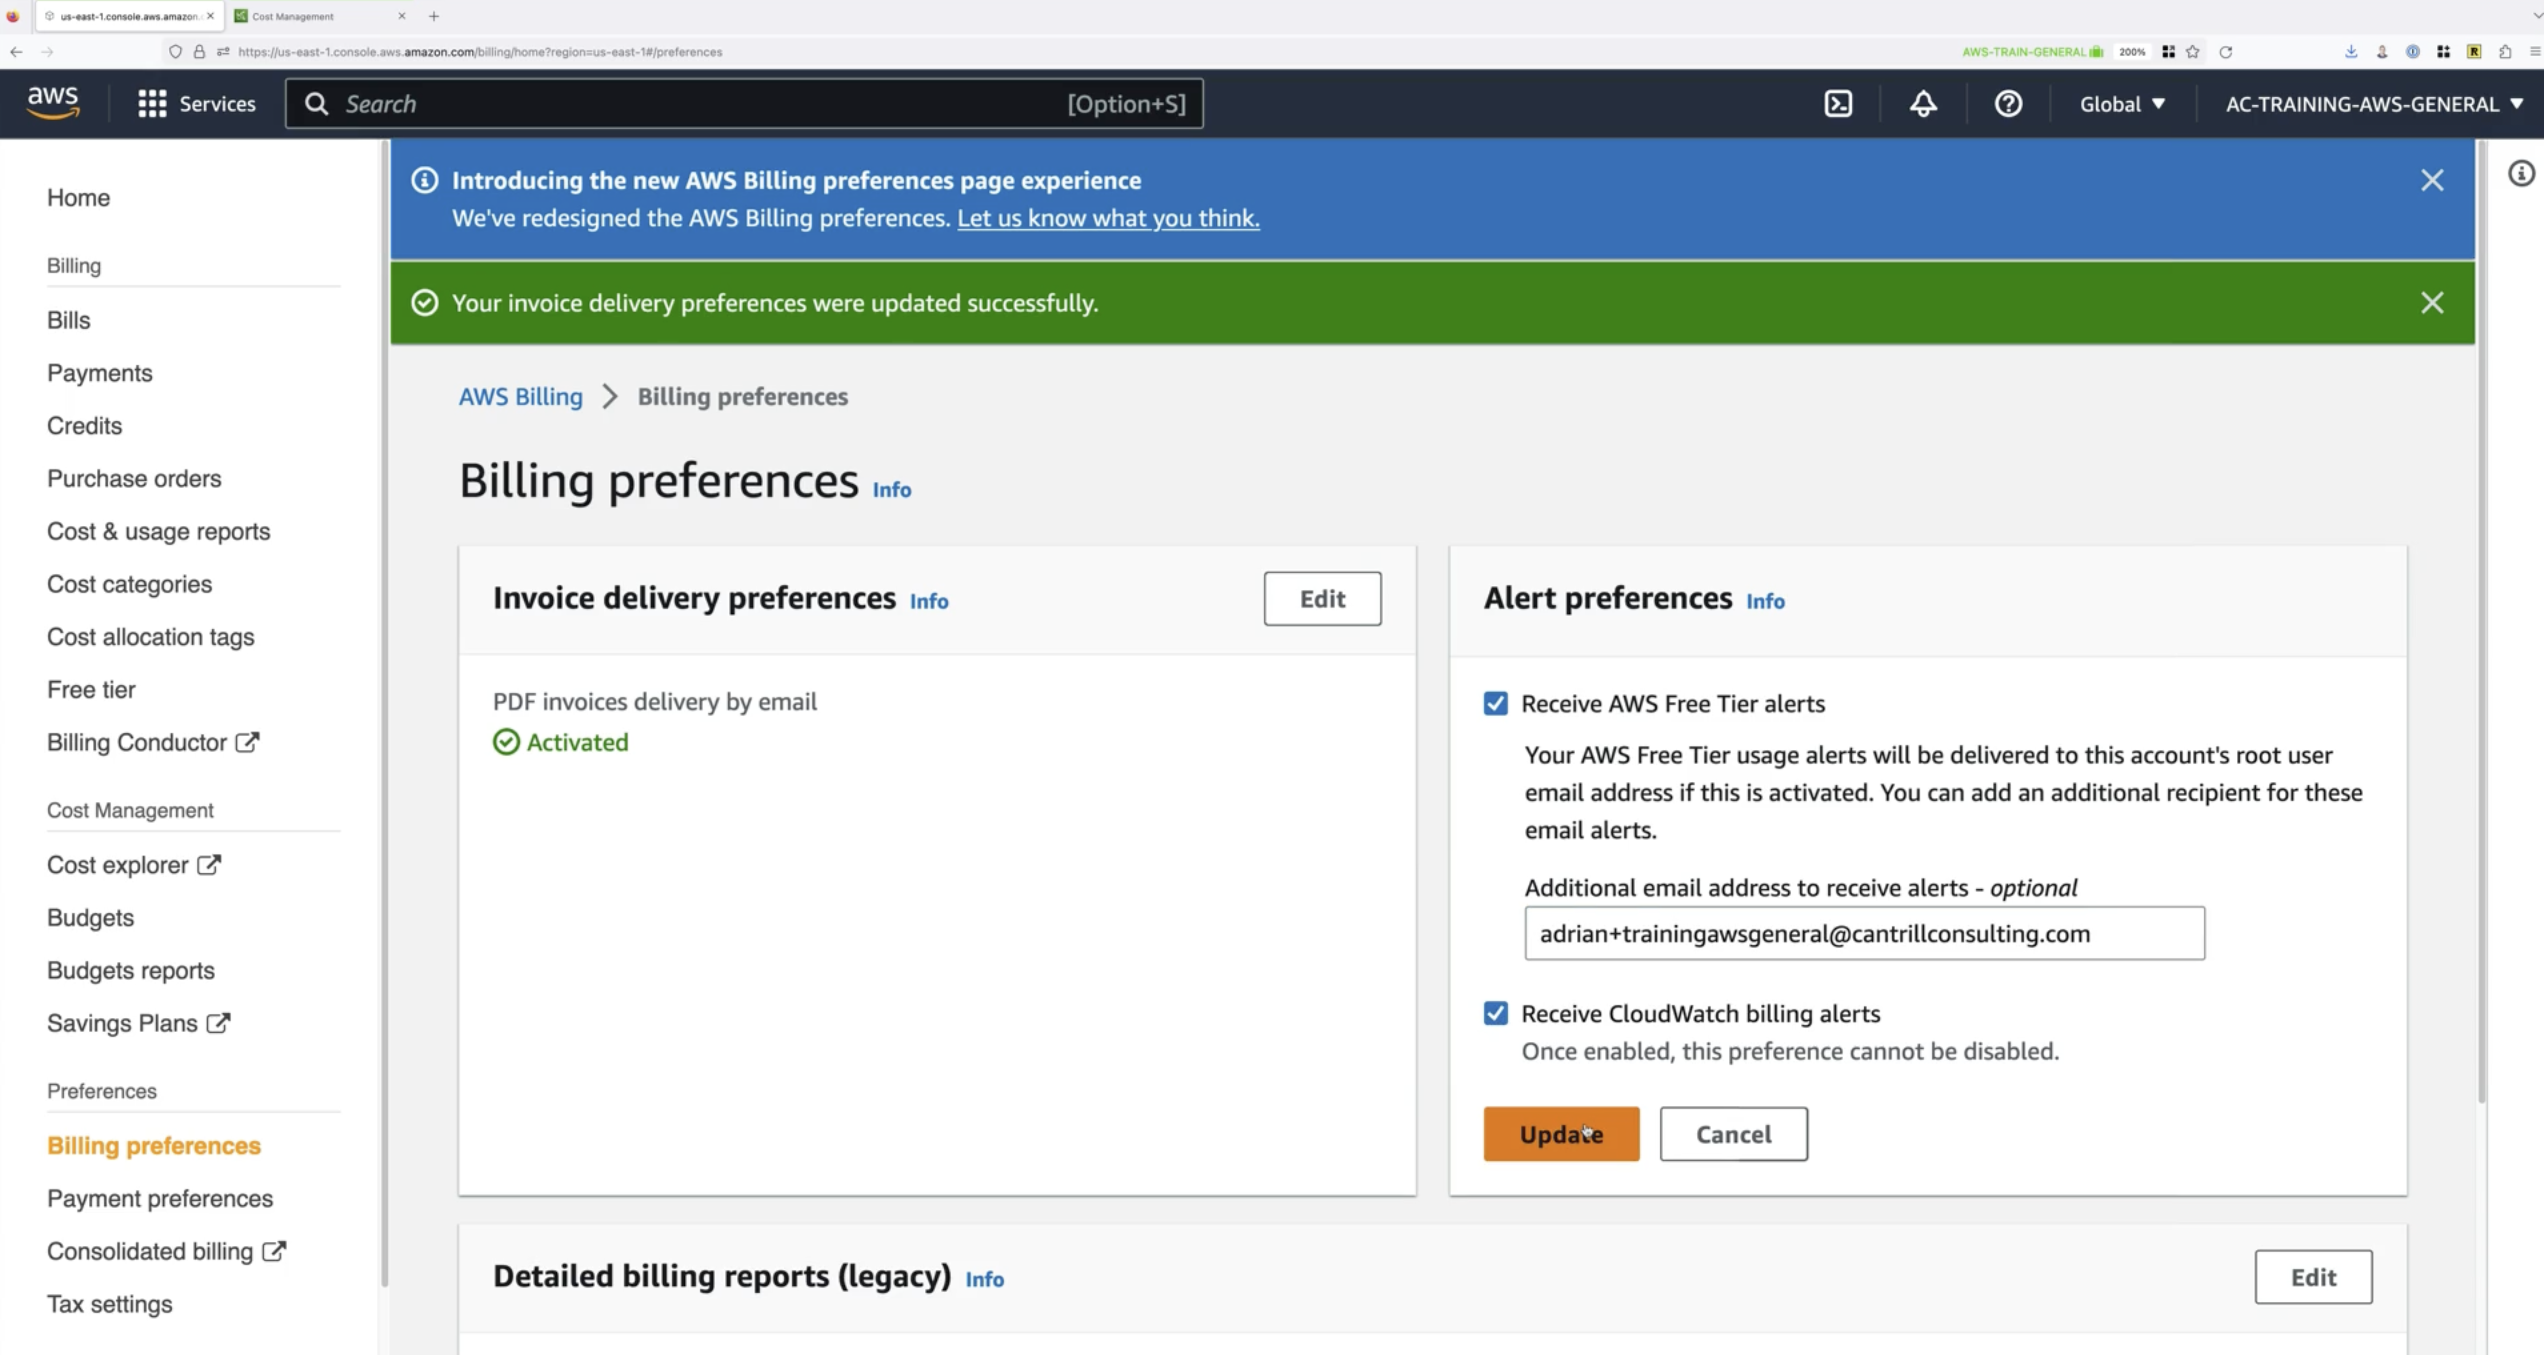 us-east-1.console.aws.amazon.
Cost Management
https://us-east-1.console.aws.amazon.com/billing/home?region=us-east-1#/preferences
AWS-TRAIN-GENERAL
200%
aws
Services
Search
[Option+S]
Global
AC-TRAINING-AWS-GENERAL
Home
Billing
Bills
Payments
Credits
Purchase orders
Cost & usage reports
Cost categories
Cost allocation tags
Free tier
Billing Conductor
Cost Management
Cost explorer
Budgets
Budgets reports
Savings Plans
Preferences
Billing preferences
Payment preferences
Consolidated billing
Tax settings
Introducing the new AWS Billing preferences page experience
We've redesigned the AWS Billing preferences. Let us know what you think.
Your invoice delivery preferences were updated successfully.
AWS Billing > Billing preferences
Billing preferences Info
Invoice delivery preferences Info
Edit
PDF invoices delivery by email
Activated
Alert preferences Info
Receive AWS Free Tier alerts
Your AWS Free Tier usage alerts will be delivered to this account's root user
email address if this is activated. You can add an additional recipient for these
email alerts.
Additional email address to receive alerts - optional
adrian+trainingawsgeneral@cantrillconsulting.com
Receive CloudWatch billing alerts
Once enabled, this preference cannot be disabled.
Update
Cancel
Detailed billing reports (legacy) Info
Edit